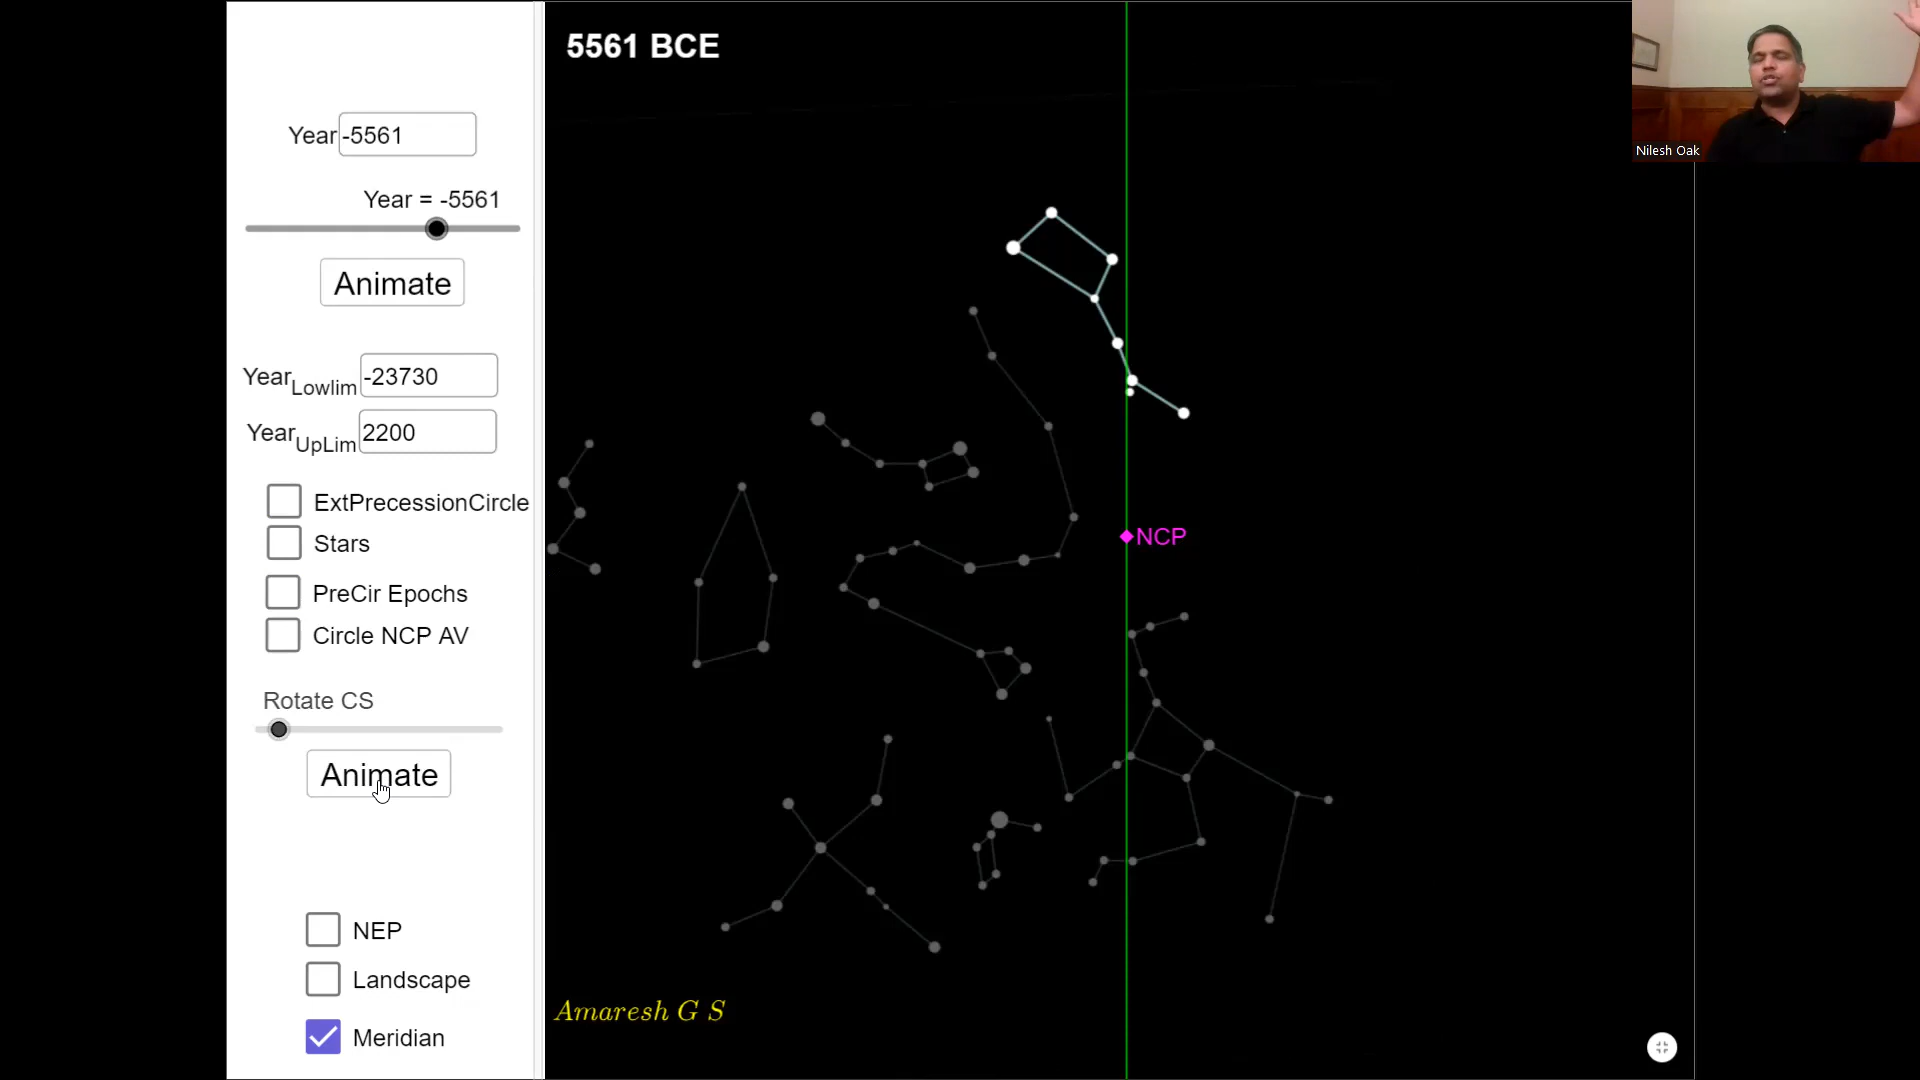 5561 BCE
Year -5561
Year = -5561
Animate
YearLowlim -23730
YearUpLim 2200
ExtPrecessionCircle
Stars
PreCir Epochs
Circle NCP AV
Rotate CS
Animate
NEP
Landscape
Meridian
NCP
Amaresh G S
Nilesh Oak